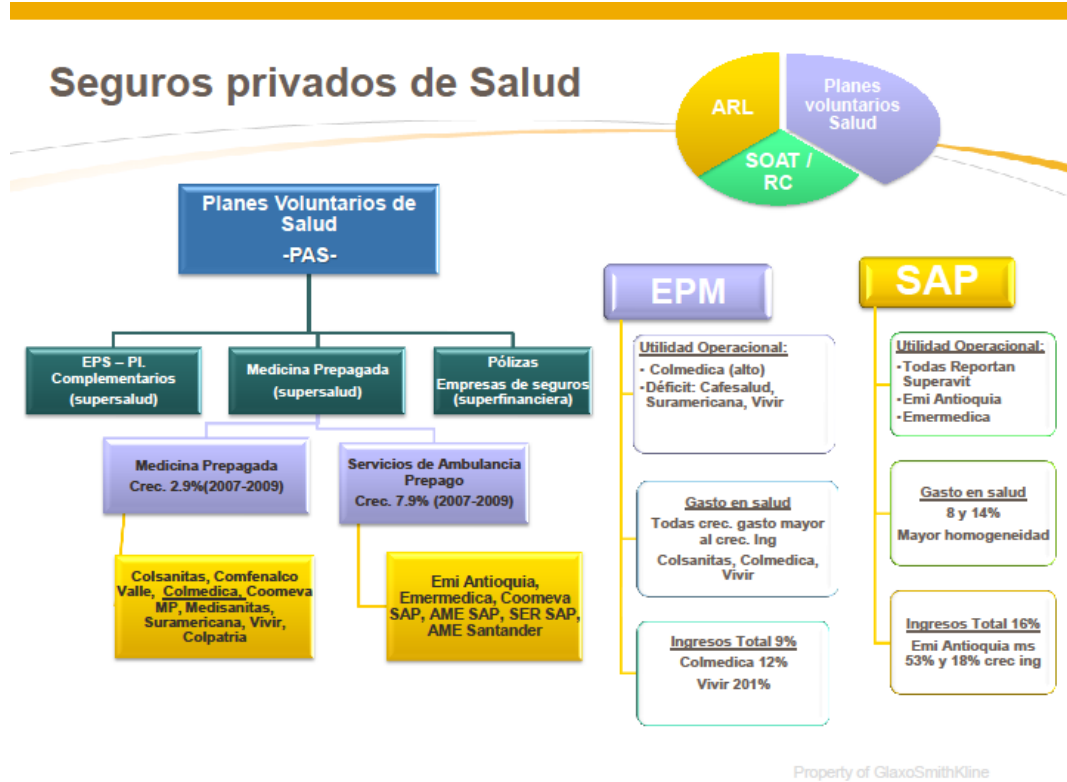 Seguros privados de Salud
ARL
Planes
voluntarios
Salud
SOAT /
RC
Planes Voluntarios de
Salud
-PAS-
EPS – Pl.
Complementarios
(supersalud)
Medicina Prepagada
(supersalud)
Pólizas
Empresas de seguros
(superfinanciera)
Medicina Prepagada
Crec. 2.9%(2007-2009)
Servicios de Ambulancia
Prepago
Crec. 7.9% (2007-2009)
Colsanitas, Comfenalco
Valle, Colmedica, Coomeva
MP, Medisanitas,
Suramericana, Vivir,
Colpatria
Emi Antioquia,
Emermedica, Coomeva
SAP, AME SAP, SER SAP,
AME Santander
EPM
Utilidad Operacional:
• Colmedica (alto)
•Déficit: Cafesalud,
Suramericana, Vivir
Gasto en salud
Todas crec. gasto mayor
al crec. Ing
Colsanitas, Colmedica,
Vivir
Ingresos Total 9%
Colmedica 12%
Vivir 201%
SAP
Utilidad Operacional:
•Todas Reportan
Superavit
•Emi Antioquia
•Emermedica
Gasto en salud
8 y 14%
Mayor homogeneidad
Ingresos Total 16%
Emi Antioquia ms
53% y 18% crec ing
Property of GlaxoSmithKline